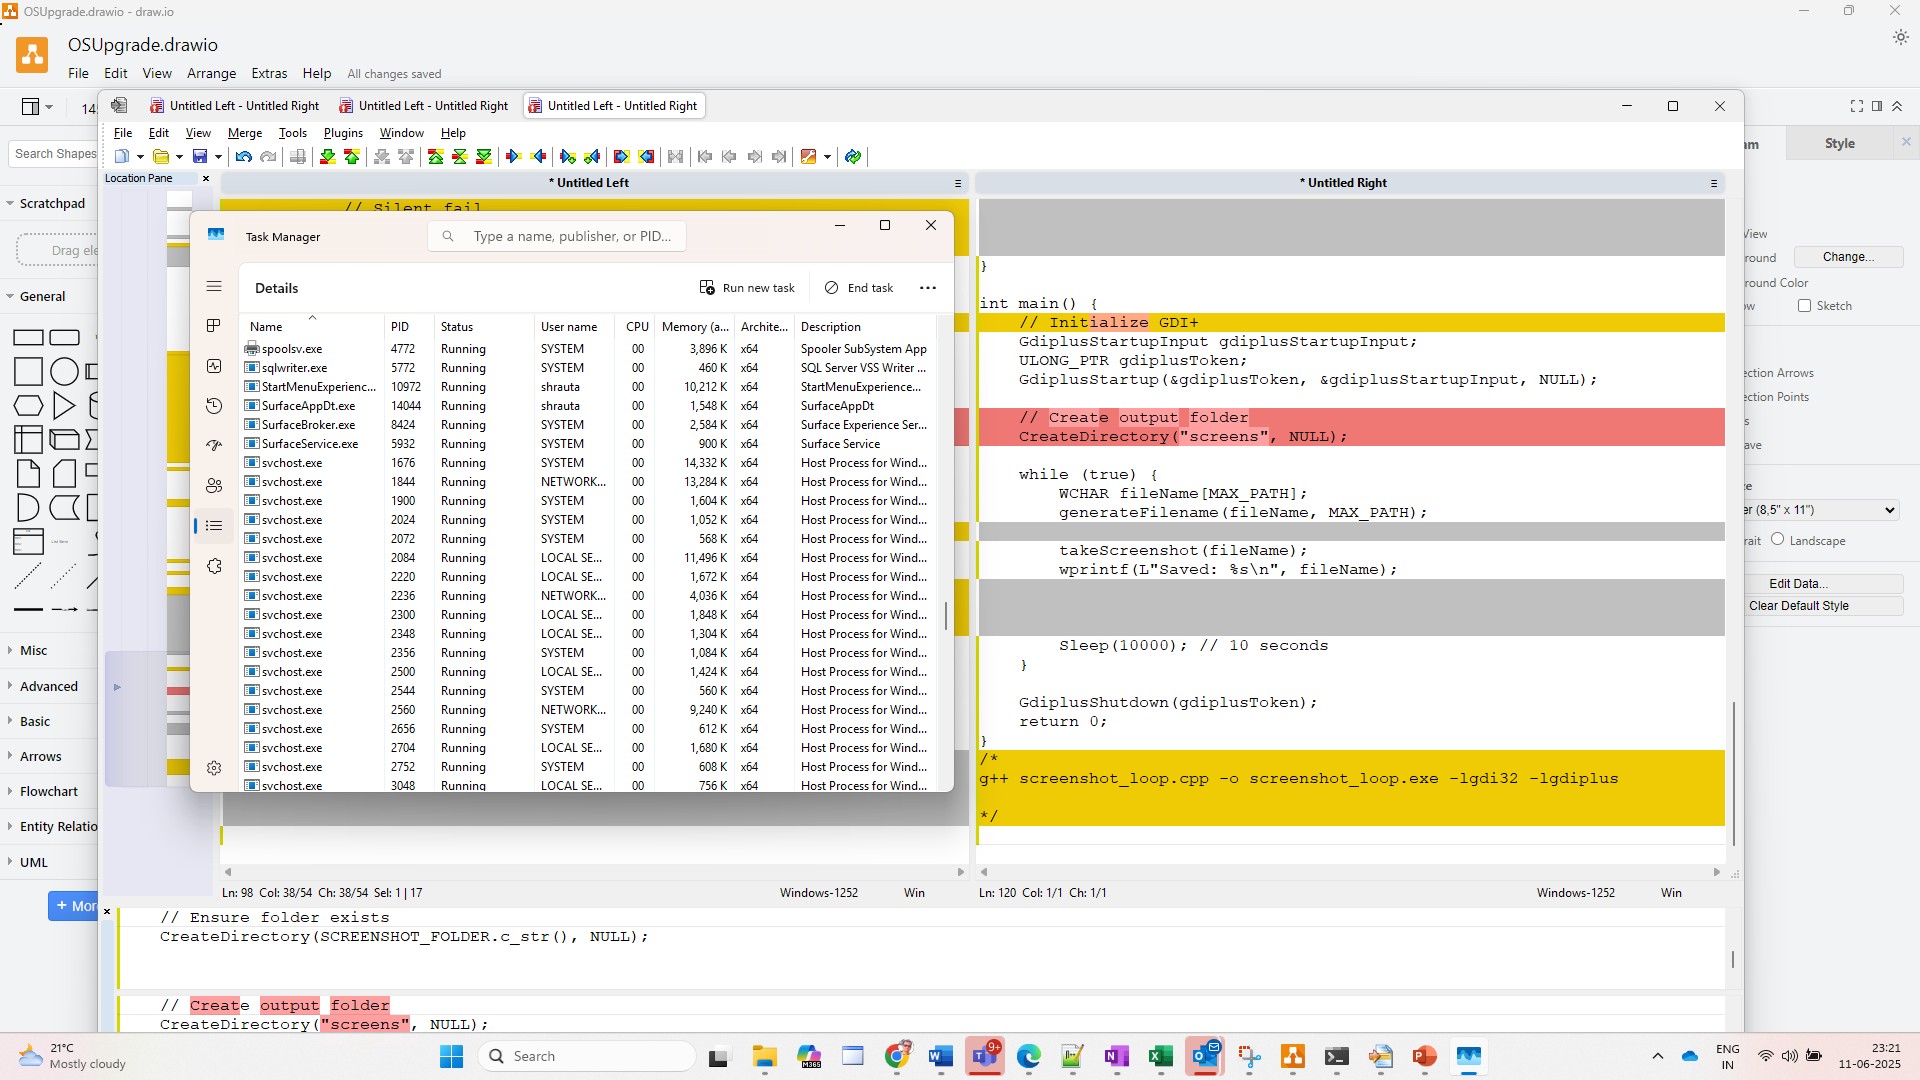 OSUpgrade.drawio - draw.io
OSUpgrade.drawio
File Edit View Arrange Extras Help All changes saved
14
Search Shapes
Scratchpad
Drag ele
General
Misc
Advanced
Basic
Arrows
Flowchart
Entity Relatio
UML
+ Mor
Untitled Left - Untitled Right
Untitled Left - Untitled Right
Untitled Left - Untitled Right
File Edit View Merge Tools Plugins Window Help
Location Pane
* Untitled Left
* Untitled Right
// Silent fail
Task Manager
Type a name, publisher, or PID...
Details
Run new task
End task
Name PID Status User name CPU Memory (a... Archite... Description
spoolsv.exe 4772 Running SYSTEM 00 3,896 K x64 Spooler SubSystem App
sqlwriter.exe 5772 Running SYSTEM 00 460 K x64 SQL Server VSS Writer ...
StartMenuExperienc... 10972 Running shrauta 00 10,212 K x64 StartMenuExperience...
SurfaceAppDt.exe 14044 Running shrauta 00 1,548 K x64 SurfaceAppDt
SurfaceBroker.exe 8424 Running SYSTEM 00 2,584 K x64 Surface Experience Ser...
SurfaceService.exe 5932 Running SYSTEM 00 900 K x64 Surface Service
svchost.exe 1676 Running SYSTEM 00 14,332 K x64 Host Process for Wind...
svchost.exe 1844 Running NETWORK... 00 13,284 K x64 Host Process for Wind...
svchost.exe 1900 Running SYSTEM 00 1,604 K x64 Host Process for Wind...
svchost.exe 2024 Running SYSTEM 00 1,052 K x64 Host Process for Wind...
svchost.exe 2072 Running SYSTEM 00 568 K x64 Host Process for Wind...
svchost.exe 2084 Running LOCAL SE... 00 11,496 K x64 Host Process for Wind...
svchost.exe 2220 Running LOCAL SE... 00 1,672 K x64 Host Process for Wind...
svchost.exe 2236 Running NETWORK... 00 4,036 K x64 Host Process for Wind...
svchost.exe 2300 Running LOCAL SE... 00 1,848 K x64 Host Process for Wind...
svchost.exe 2348 Running LOCAL SE... 00 1,304 K x64 Host Process for Wind...
svchost.exe 2356 Running SYSTEM 00 1,084 K x64 Host Process for Wind...
svchost.exe 2500 Running LOCAL SE... 00 1,424 K x64 Host Process for Wind...
svchost.exe 2544 Running SYSTEM 00 560 K x64 Host Process for Wind...
svchost.exe 2560 Running NETWORK... 00 9,240 K x64 Host Process for Wind...
svchost.exe 2656 Running SYSTEM 00 612 K x64 Host Process for Wind...
svchost.exe 2704 Running LOCAL SE... 00 1,680 K x64 Host Process for Wind...
svchost.exe 2752 Running SYSTEM 00 608 K x64 Host Process for Wind...
svchost.exe 3048 Running LOCAL SE... 00 756 K x64 Host Process for Wind...
}
int main() {
// Initialize GDI+
GdiplusStartupInput gdiplusStartupInput;
ULONG_PTR gdiplusToken;
GdiplusStartup(&gdiplusToken, &gdiplusStartupInput, NULL);
// Create output folder
CreateDirectory("screens", NULL);
while (true) {
WCHAR fileName[MAX_PATH];
generateFilename(fileName, MAX_PATH);
takeScreenshot(fileName);
wprintf(L"Saved: %s\n", fileName);
Sleep(10000); // 10 seconds
}
GdiplusShutdown(gdiplusToken);
return 0;
}
/*
g++ screenshot_loop.cpp -o screenshot_loop.exe -lgdi32 -lgdiplus
*/
Ln: 98 Col: 38/54 Ch: 38/54 Sel: 1 | 17 Windows-1252 Win
Ln: 120 Col: 1/1 Ch: 1/1 Windows-1252 Win
// Ensure folder exists
CreateDirectory(SCREENSHOT_FOLDER.c_str(), NULL);
// Create output folder
CreateDirectory("screens", NULL);
am Style
View
round Change...
round Color
ow Sketch
ection Arrows
ection Points
s
ave
ze
er (8,5" x 11")
rait Landscape
Edit Data...
Clear Default Style
21°C
Mostly cloudy
Search
M365
9+
ENG
IN
23:21
11-06-2025